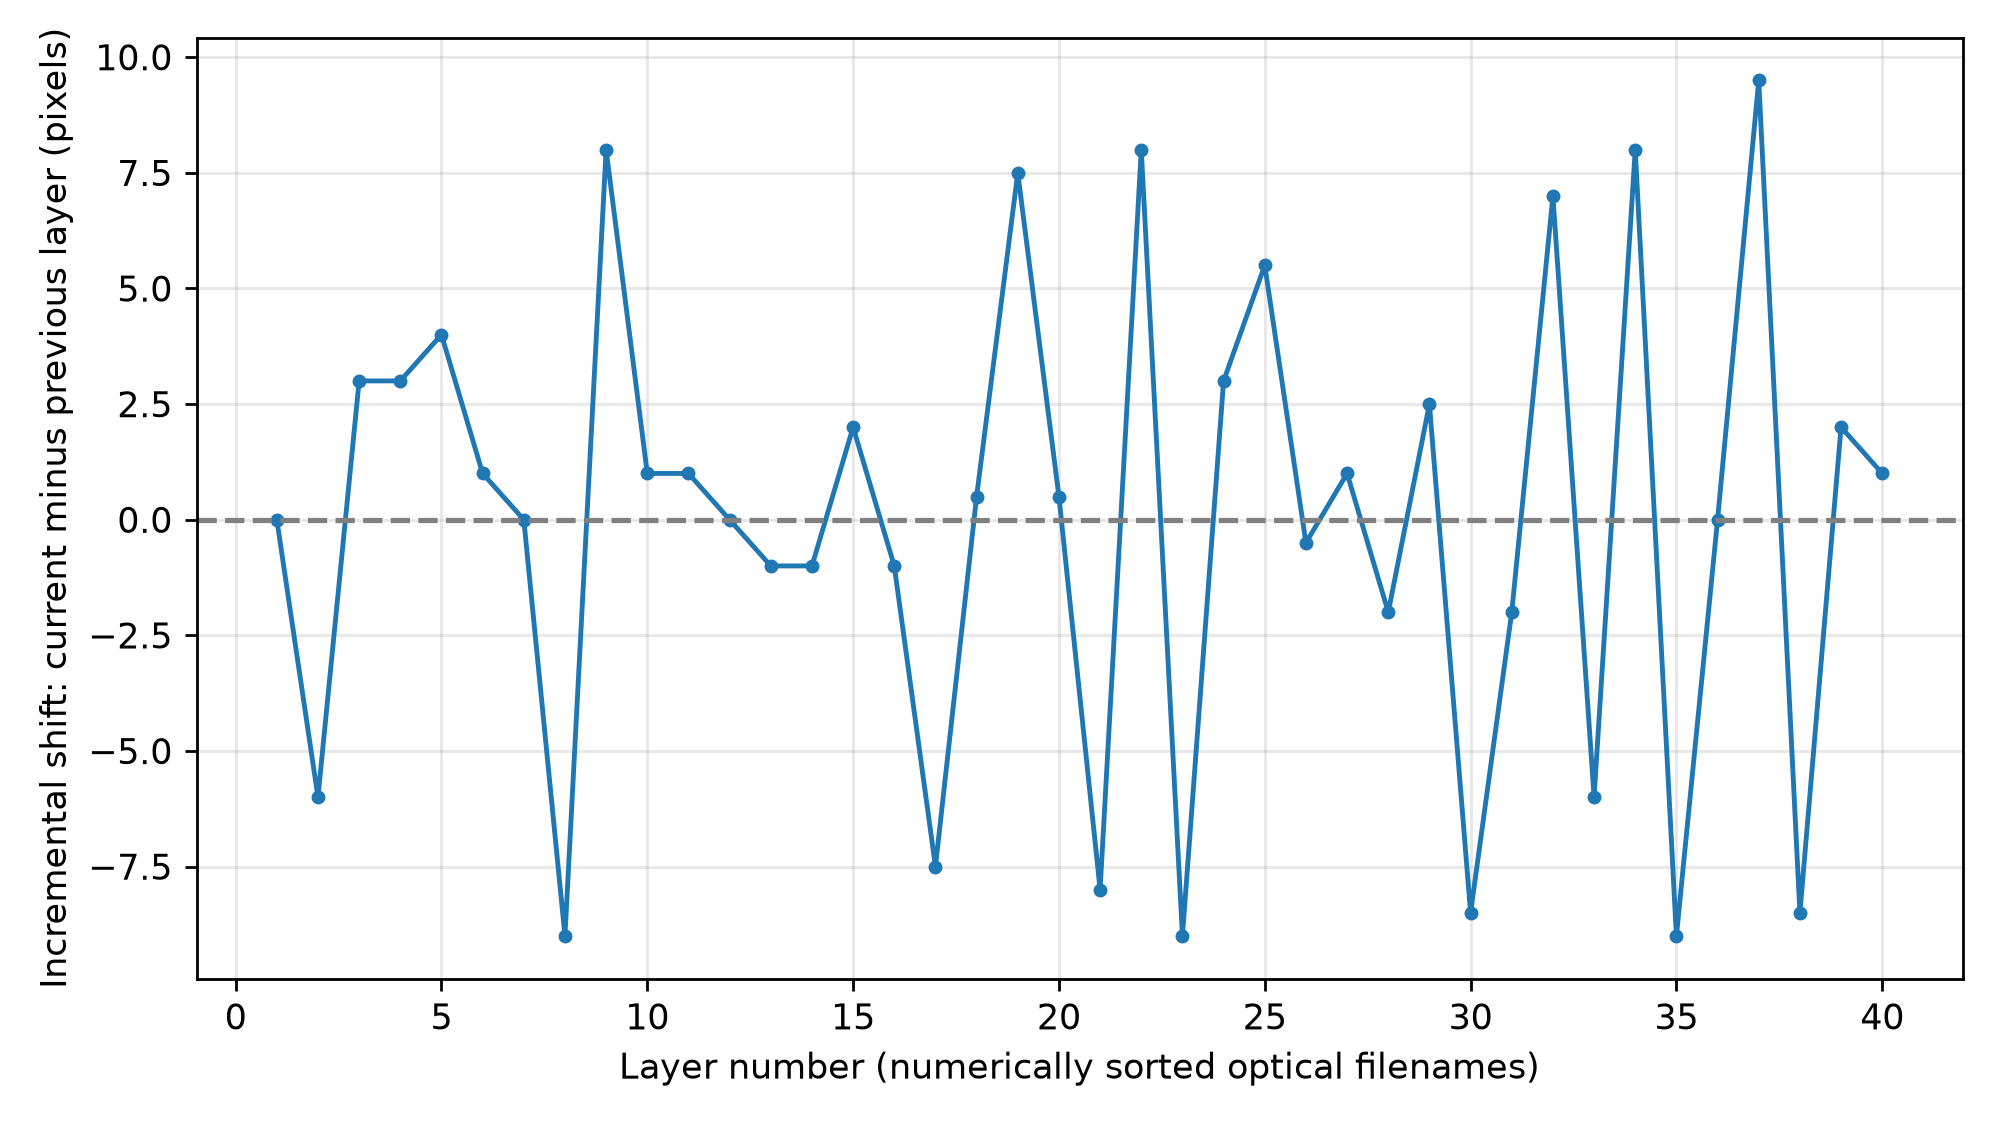 Incremental shift: current minus previous layer (pixels)
10.0
7.5
5.0
2.5
0.0
−2.5
−5.0
−7.5
0 5 10 15 20 25 30 35 40
Layer number (numerically sorted optical filenames)